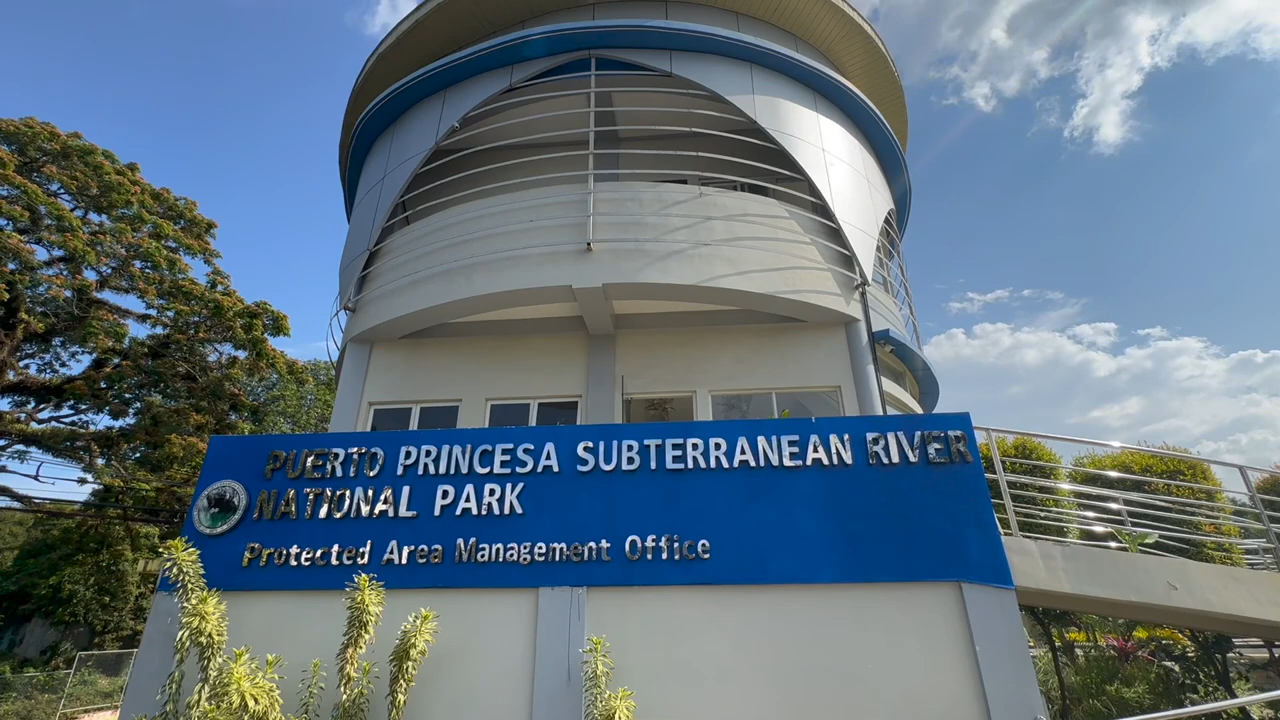 PUERTO PRINCESA SUBTERRANEAN RIVER
NATIONAL PARK
Protected Area Management Office